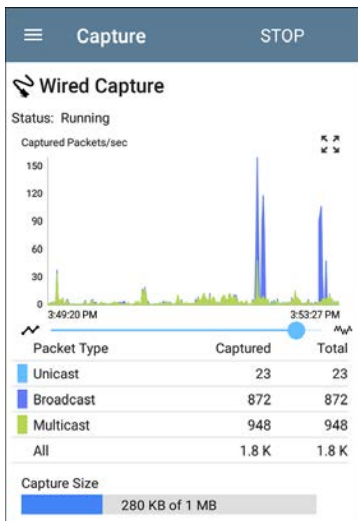 Capture STOP
Wired Capture
Status: Running
Captured Packets/sec
150
120
90
60
30
0
3:49:20 PM 3:53:27 PM
Packet Type Captured Total
Unicast 23 23
Broadcast 872 872
Multicast 948 948
All 1.8 K 1.8 K
Capture Size
280 KB of 1 MB